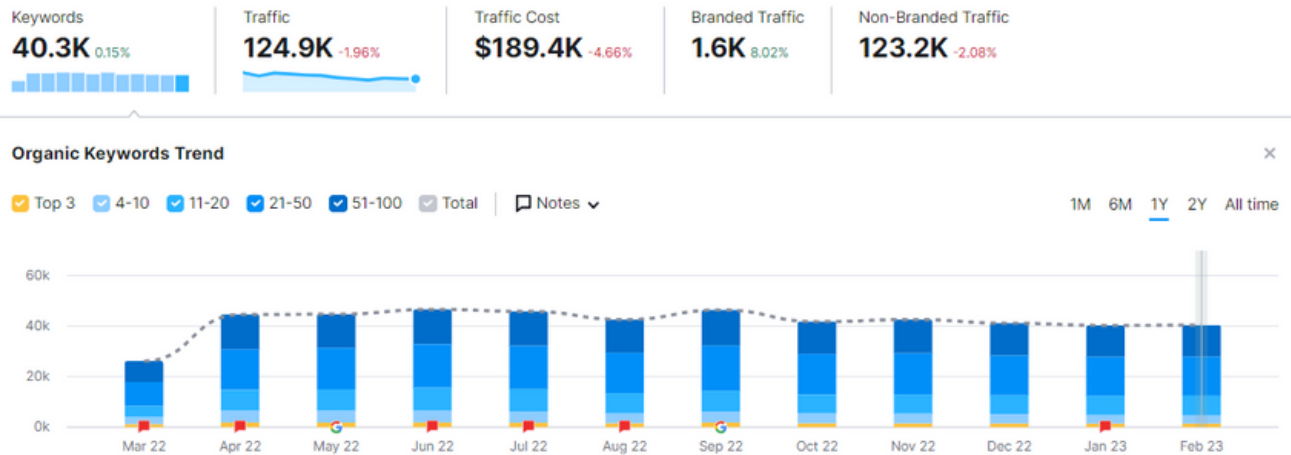 Keywords Traffic Traffic Cost Branded Traffic Non-Branded Traffic
40.3K 0.15% 124.9K -1.96% $189.4K -4.66% 1.6K 8.02% 123.2K -2.08%
Organic Keywords Trend
Top 3 4-10 11-20 21-50 51-100 Total Notes 1M 6M 1Y 2Y All time
60k
40k
20k
0k
Mar 22 Apr 22 May 22 Jun 22 Jul 22 Aug 22 Sep 22 Oct 22 Nov 22 Dec 22 Jan 23 Feb 23